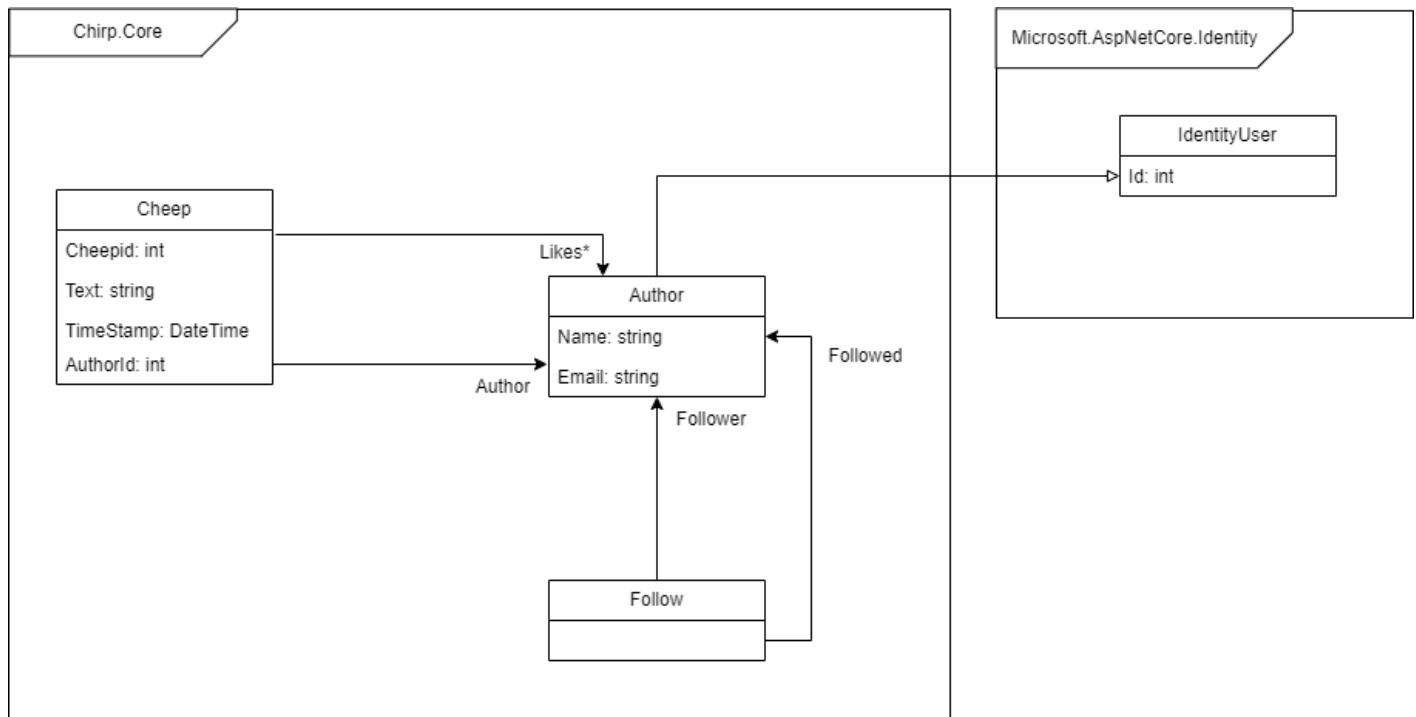 Chirp.Core
Microsoft.AspNetCore.Identity
IdentityUser
Id: int
Cheep
Cheepid: int
Text: string
TimeStamp: DateTime
AuthorId: int
Likes*
Author
Author
Name: string
Email: string
Followed
Follower
Follow